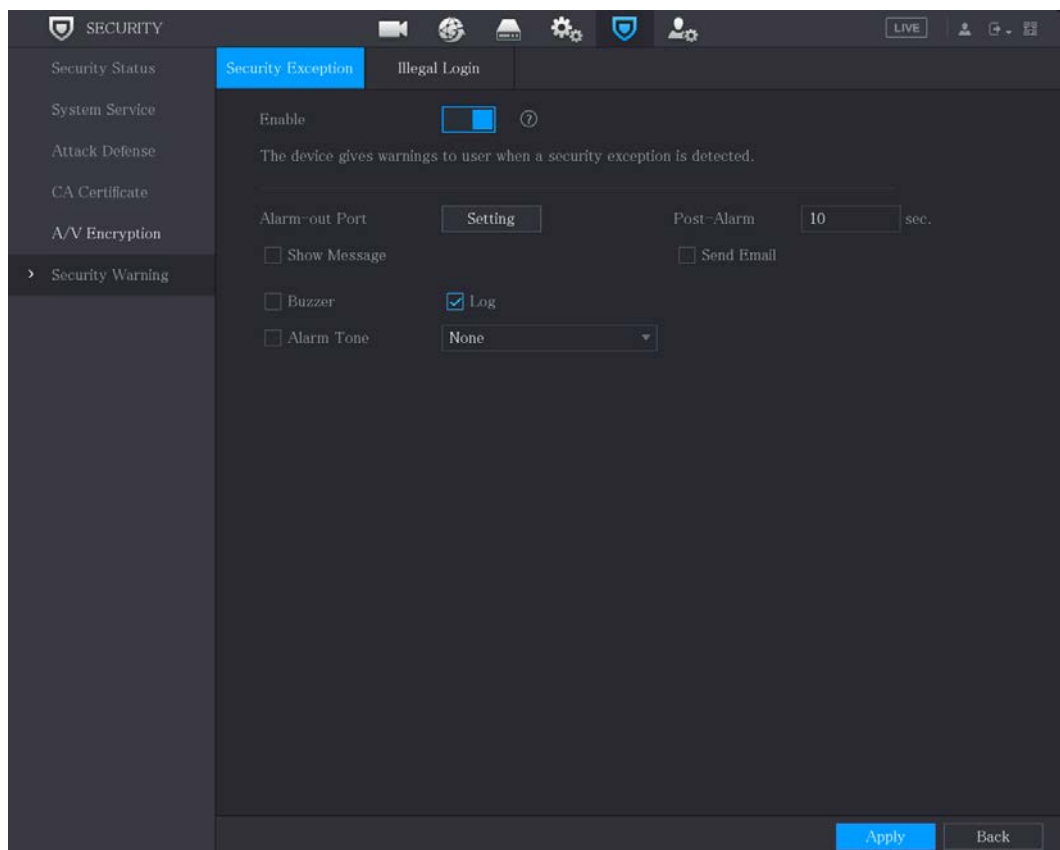 SECURITY
LIVE
Security Status
System Service
Attack Defense
CA Certificate
A/V Encryption
> Security Warning
Security Exception Illegal Login
Enable ?
The device gives warnings to user when a security exception is detected.
Alarm-out Port Setting Post-Alarm 10 sec.
Show Message Send Email
Buzzer Log
Alarm Tone None
Apply Back